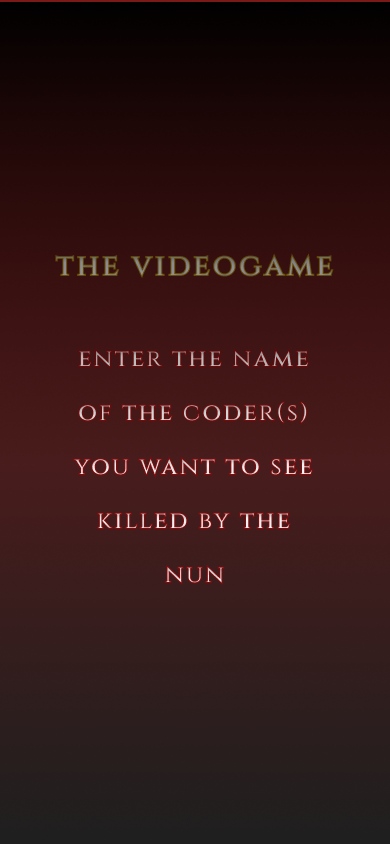 THE VIDEOGAME
ENTER THE NAME
OF THE CODER(S)
YOU WANT TO SEE
KILLED BY THE
NUN